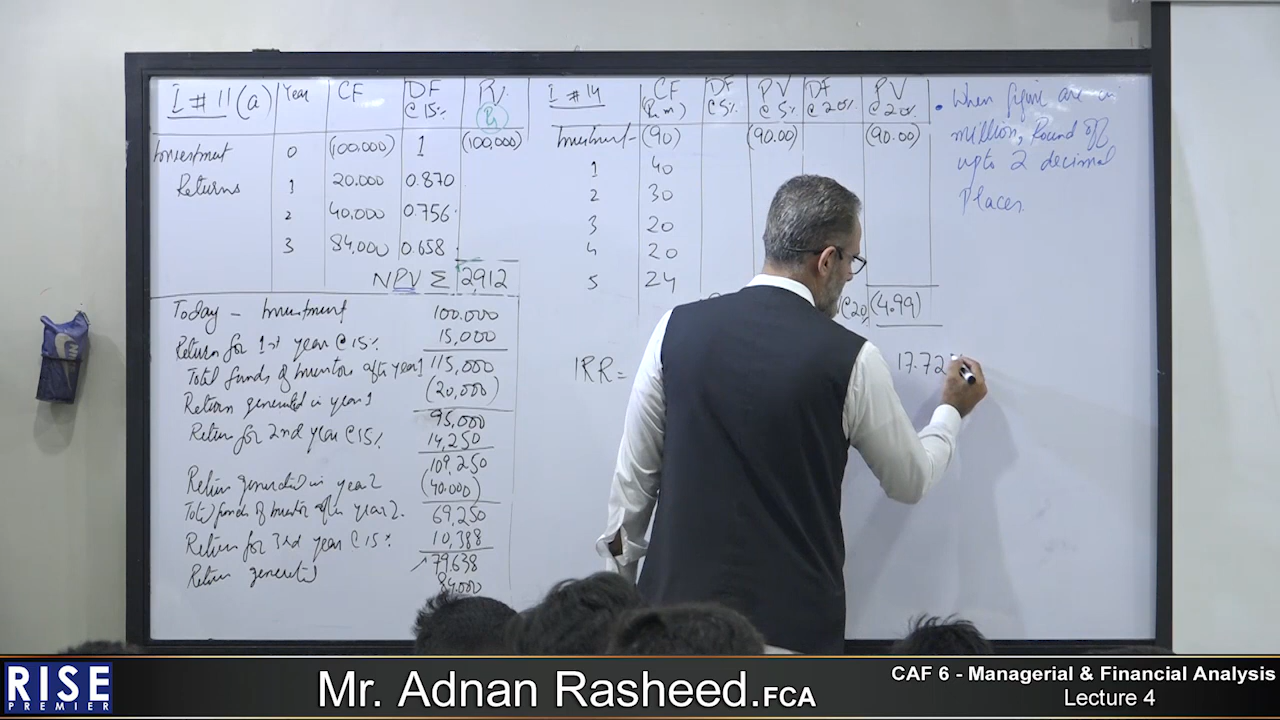 I # 11(a) Year CF DF @ 15% PV Rs
Investment 0 (100.000) 1 (100,000)
Returns 1 20.000 0.870
2 40,000 0.756
3 84,000 0.658
NPV Σ 2912
Today - Investment 100.000
Return for 1st year @ 15% 15,000
Total funds of Investors after year 1 115,000
Return generated in year 1 (20,000)
95,000
Return for 2nd year @ 15% 14,250
109,250
Return generated in year 2 (40.000)
Total funds of Investor after year 2. 69,250
Return for 3rd year @ 15% 10,388
79,638
Return generated 84.000
I # 14 CF (Rs m) DF @ 5% PV @ 5% DF @ 20% PV @ 20%
Investment (90) (90.00) (90.00)
1 40
2 30
3 20
4 20
5 24
@20% (4.99)
IRR =
17.72
• When figure are in
million, Round off
upto 2 decimal
Places.
RISE
PREMIER
Mr. Adnan Rasheed.FCA
CAF 6 - Managerial & Financial Analysis
Lecture 4